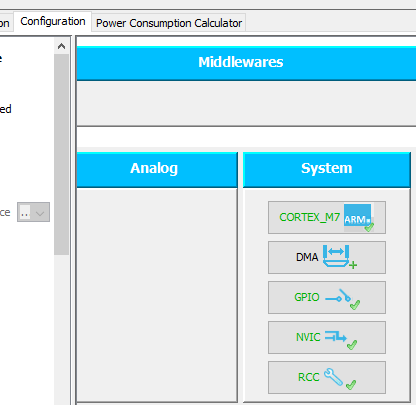 on Configuration Power Consumption Calculator
e
Middlewares
ed
Analog System
ce ...
CORTEX_M7 ARM
DMA
GPIO
NVIC
RCC